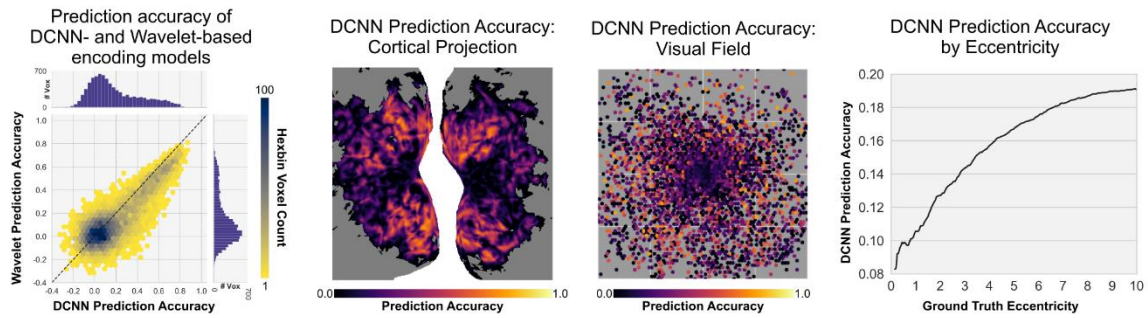 Prediction accuracy of
DCNN- and Wavelet-based
encoding models
700
# Vox
0
Wavelet Prediction Accuracy
1.0
0.8
0.6
0.4
0.2
0.0
-0.2
-0.4
-0.4 -0.2 0.0 0.2 0.4 0.6 0.8 1.0
DCNN Prediction Accuracy
0
# Vox
700
100
Hexbin Voxel Count
1
DCNN Prediction Accuracy:
Cortical Projection
0.0 1.0
Prediction Accuracy
DCNN Prediction Accuracy:
Visual Field
0.0 1.0
Prediction Accuracy
DCNN Prediction Accuracy
by Eccentricity
DCNN Prediction Accuracy
0.20
0.18
0.16
0.14
0.12
0.10
0.08
0 1 2 3 4 5 6 7 8 9 10
Ground Truth Eccentricity